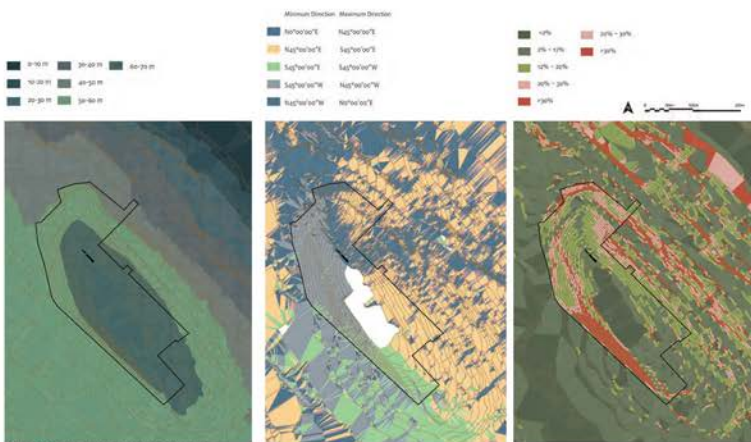 Minimum Direction Maximum Direction
N0°00'00"E N45°00'00"E
N45°00'00"E S45°00'00"E
S45°00'00"E S45°00'00"W
S45°00'00"W N45°00'00"W
N45°00'00"W N0°00'00"E
0-10 m 30-40 m 60-70 m
10-20 m 40-50 m
20-30 m 50-60 m
<2% 20% - 30%
2% - 12% >30%
12% - 20%
20% - 30%
>30%